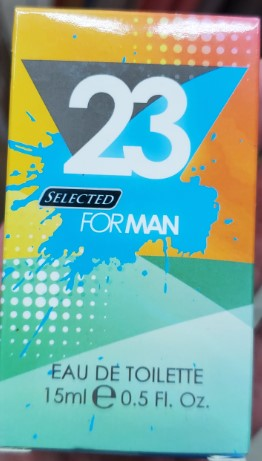 23
SELECTED
FOR MAN
EAU DE TOILETTE
15ml ℮ 0.5 Fl. Oz.